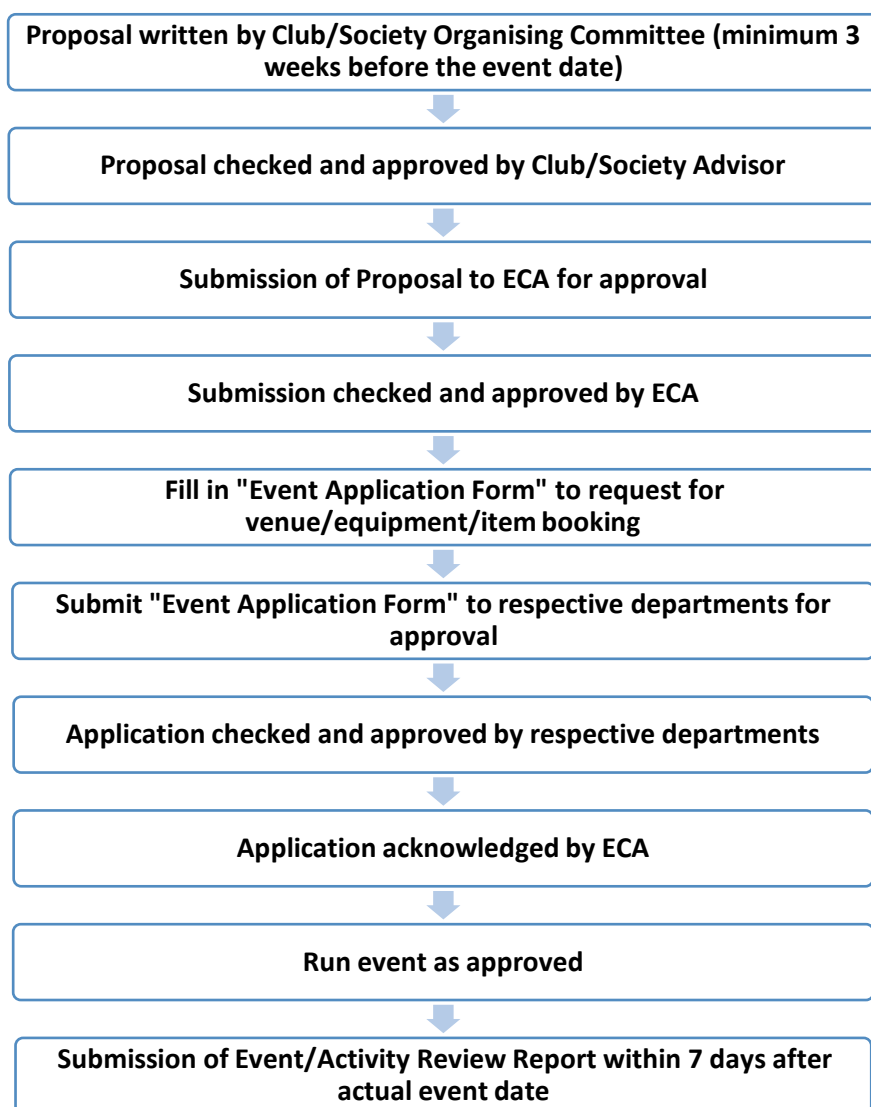 Proposal written by Club/Society Organising Committee (minimum 3
weeks before the event date)
Proposal checked and approved by Club/Society Advisor
Submission of Proposal to ECA for approval
Submission checked and approved by ECA
Fill in "Event Application Form" to request for
venue/equipment/item booking
Submit "Event Application Form" to respective departments for
approval
Application checked and approved by respective departments
Application acknowledged by ECA
Run event as approved
Submission of Event/Activity Review Report within 7 days after
actual event date